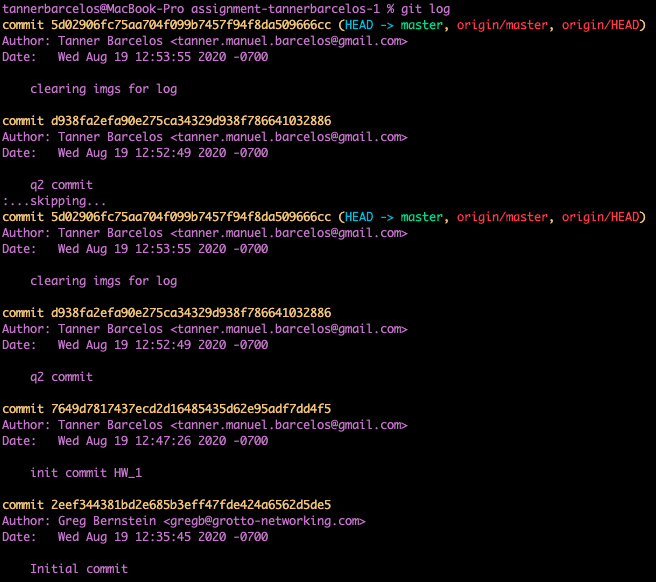 tannerbarcelos@MacBook-Pro assignment-tannerbarcelos-1 % git log
commit 5d02906fc75aa704f099b7457f94f8da509666cc (HEAD -> master, origin/master, origin/HEAD)
Author: Tanner Barcelos <tanner.manuel.barcelos@gmail.com>
Date:   Wed Aug 19 12:53:55 2020 -0700
    clearing imgs for log
commit d938fa2efa90e275ca34329d938f786641032886
Author: Tanner Barcelos <tanner.manuel.barcelos@gmail.com>
Date:   Wed Aug 19 12:52:49 2020 -0700
    q2 commit
:...skipping...
commit 5d02906fc75aa704f099b7457f94f8da509666cc (HEAD -> master, origin/master, origin/HEAD)
Author: Tanner Barcelos <tanner.manuel.barcelos@gmail.com>
Date:   Wed Aug 19 12:53:55 2020 -0700
    clearing imgs for log
commit d938fa2efa90e275ca34329d938f786641032886
Author: Tanner Barcelos <tanner.manuel.barcelos@gmail.com>
Date:   Wed Aug 19 12:52:49 2020 -0700
    q2 commit
commit 7649d7817437ecd2d16485435d62e95adf7dd4f5
Author: Tanner Barcelos <tanner.manuel.barcelos@gmail.com>
Date:   Wed Aug 19 12:47:26 2020 -0700
    init commit HW_1
commit 2eef344381bd2e685b3eff47fde424a6562d5de5
Author: Greg Bernstein <gregb@grotto-networking.com>
Date:   Wed Aug 19 12:35:45 2020 -0700
    Initial commit